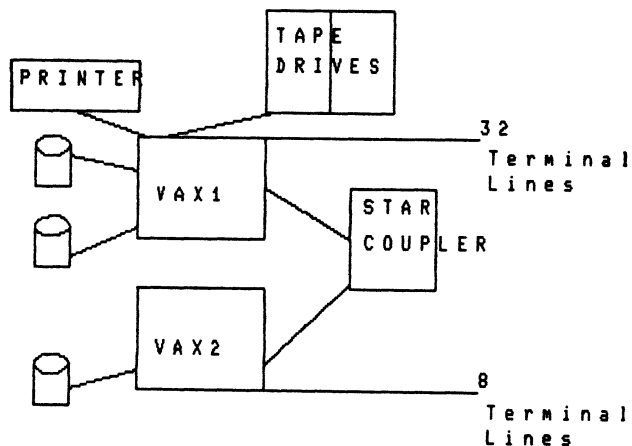 TAPE
DRIVES
PRINTER
32
Terminal
Lines
VAX1
STAR
COUPLER
VAX2
8
Terminal
Lines